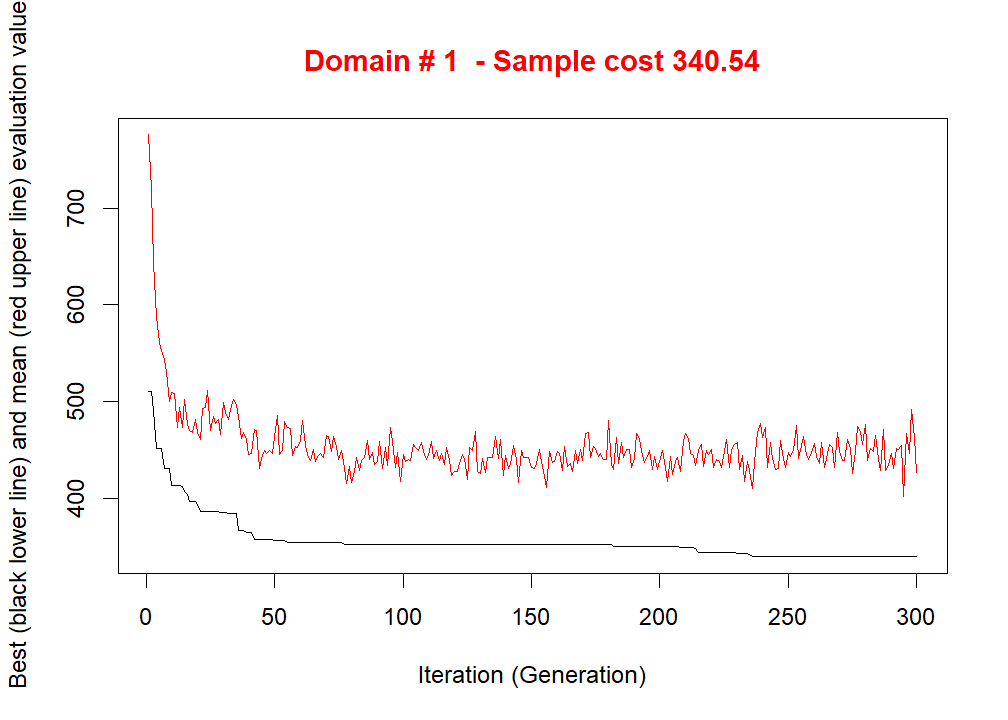 Domain # 1  - Sample cost 340.54
Best (black lower line) and mean (red upper line) evaluation value
700
600
500
400
0 50 100 150 200 250 300
Iteration (Generation)